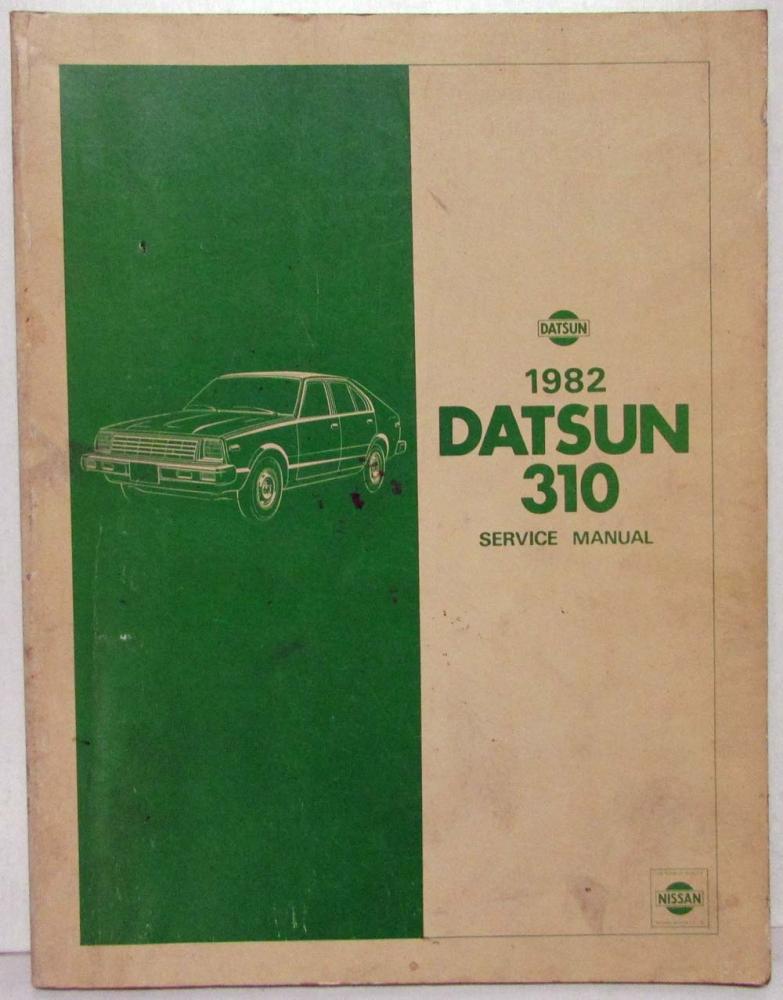 DATSUN
1982
DATSUN
310
SERVICE MANUAL
NISSAN